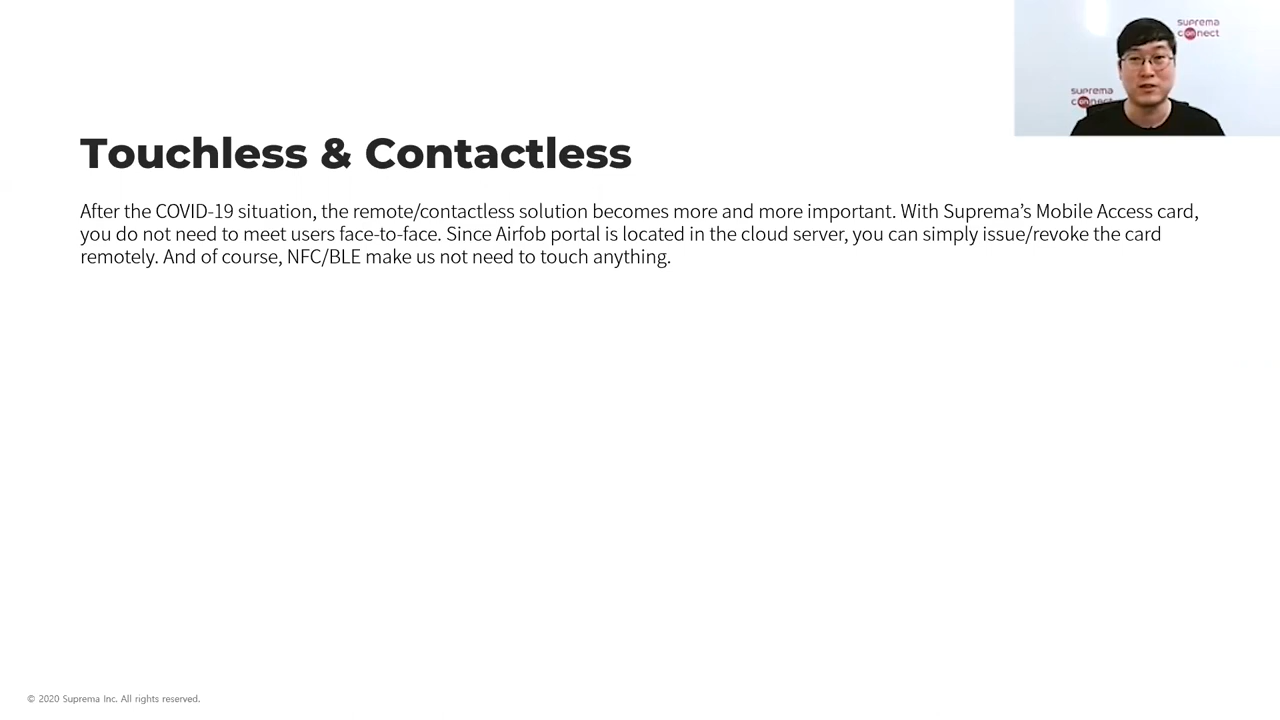 suprema
connect
suprema
connect
Touchless & Contactless
After the COVID-19 situation, the remote/contactless solution becomes more and more important. With Suprema’s Mobile Access card,
you do not need to meet users face-to-face. Since Airfob portal is located in the cloud server, you can simply issue/revoke the card
remotely. And of course, NFC/BLE make us not need to touch anything.
© 2020 Suprema Inc. All rights reserved.